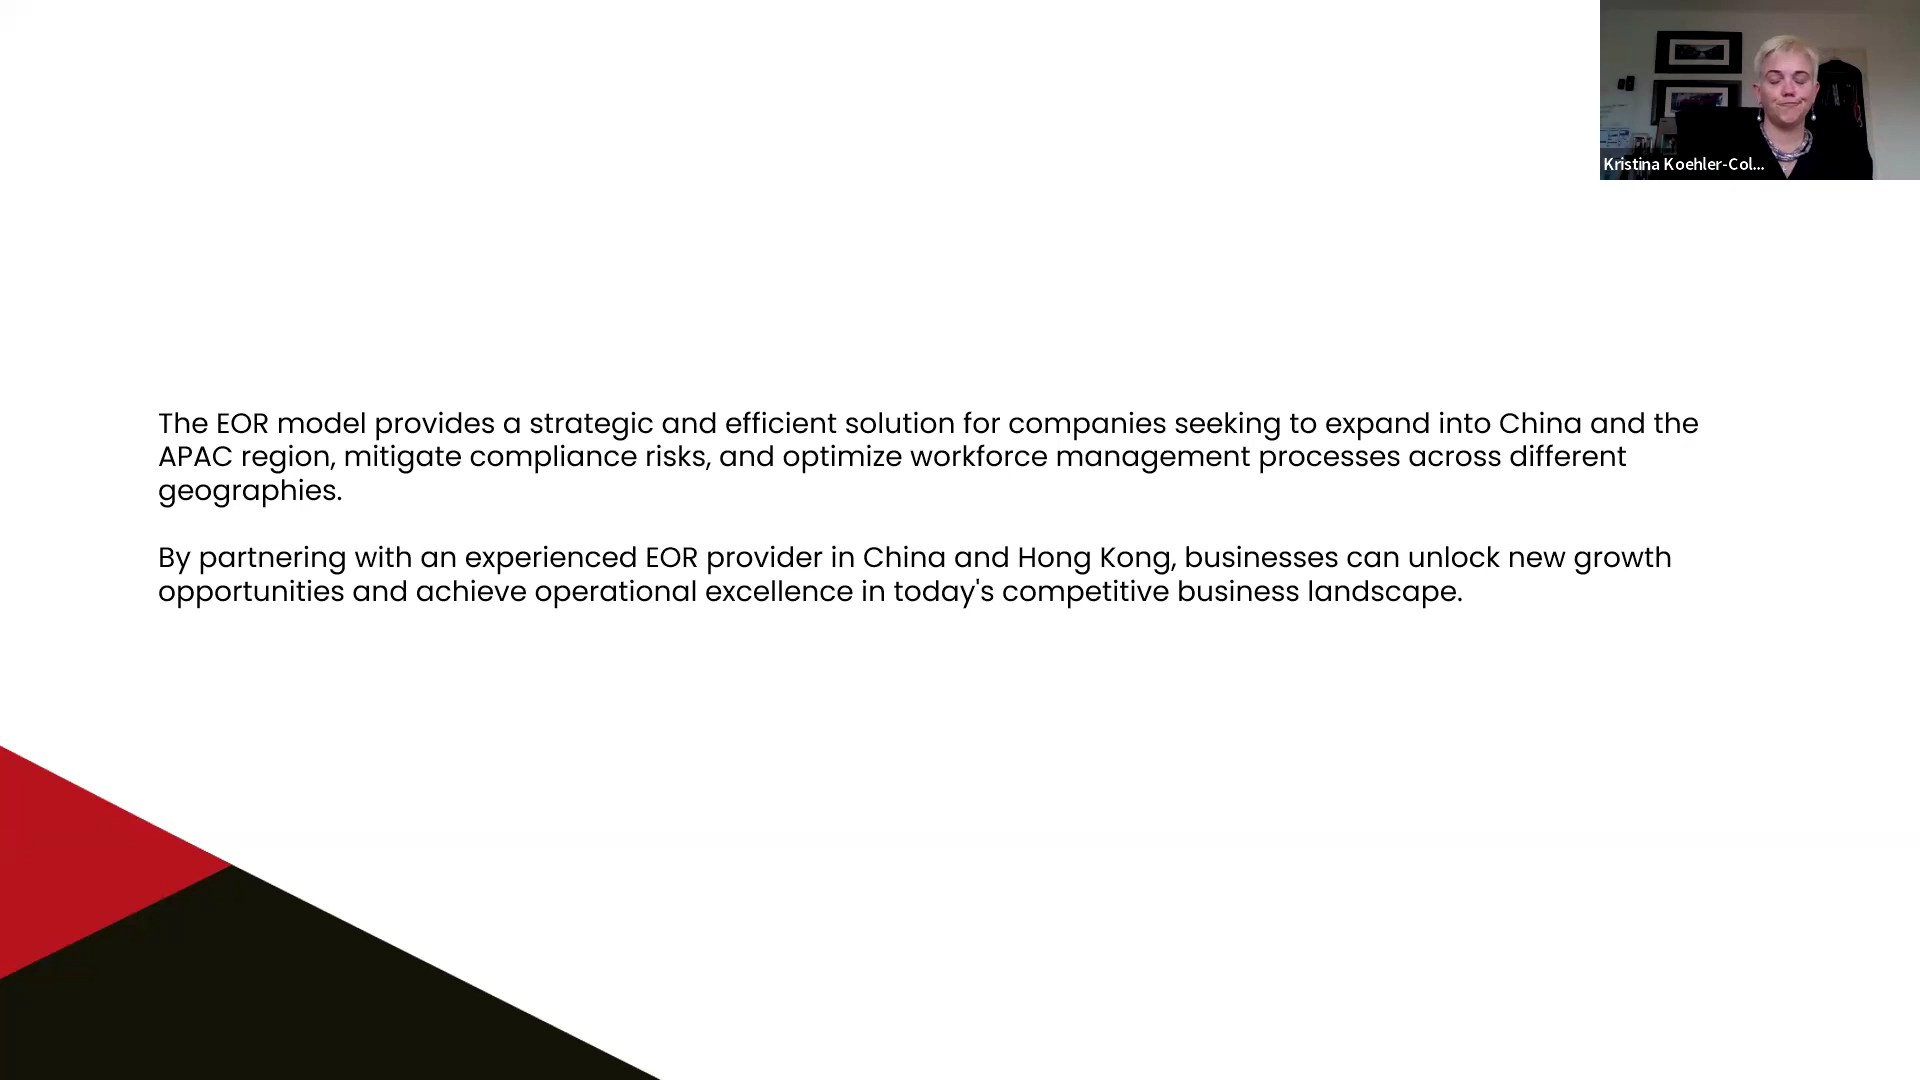 Kristina Koehler-Col...
The EOR model provides a strategic and efficient solution for companies seeking to expand into China and the
APAC region, mitigate compliance risks, and optimize workforce management processes across different
geographies.
By partnering with an experienced EOR provider in China and Hong Kong, businesses can unlock new growth
opportunities and achieve operational excellence in today's competitive business landscape.